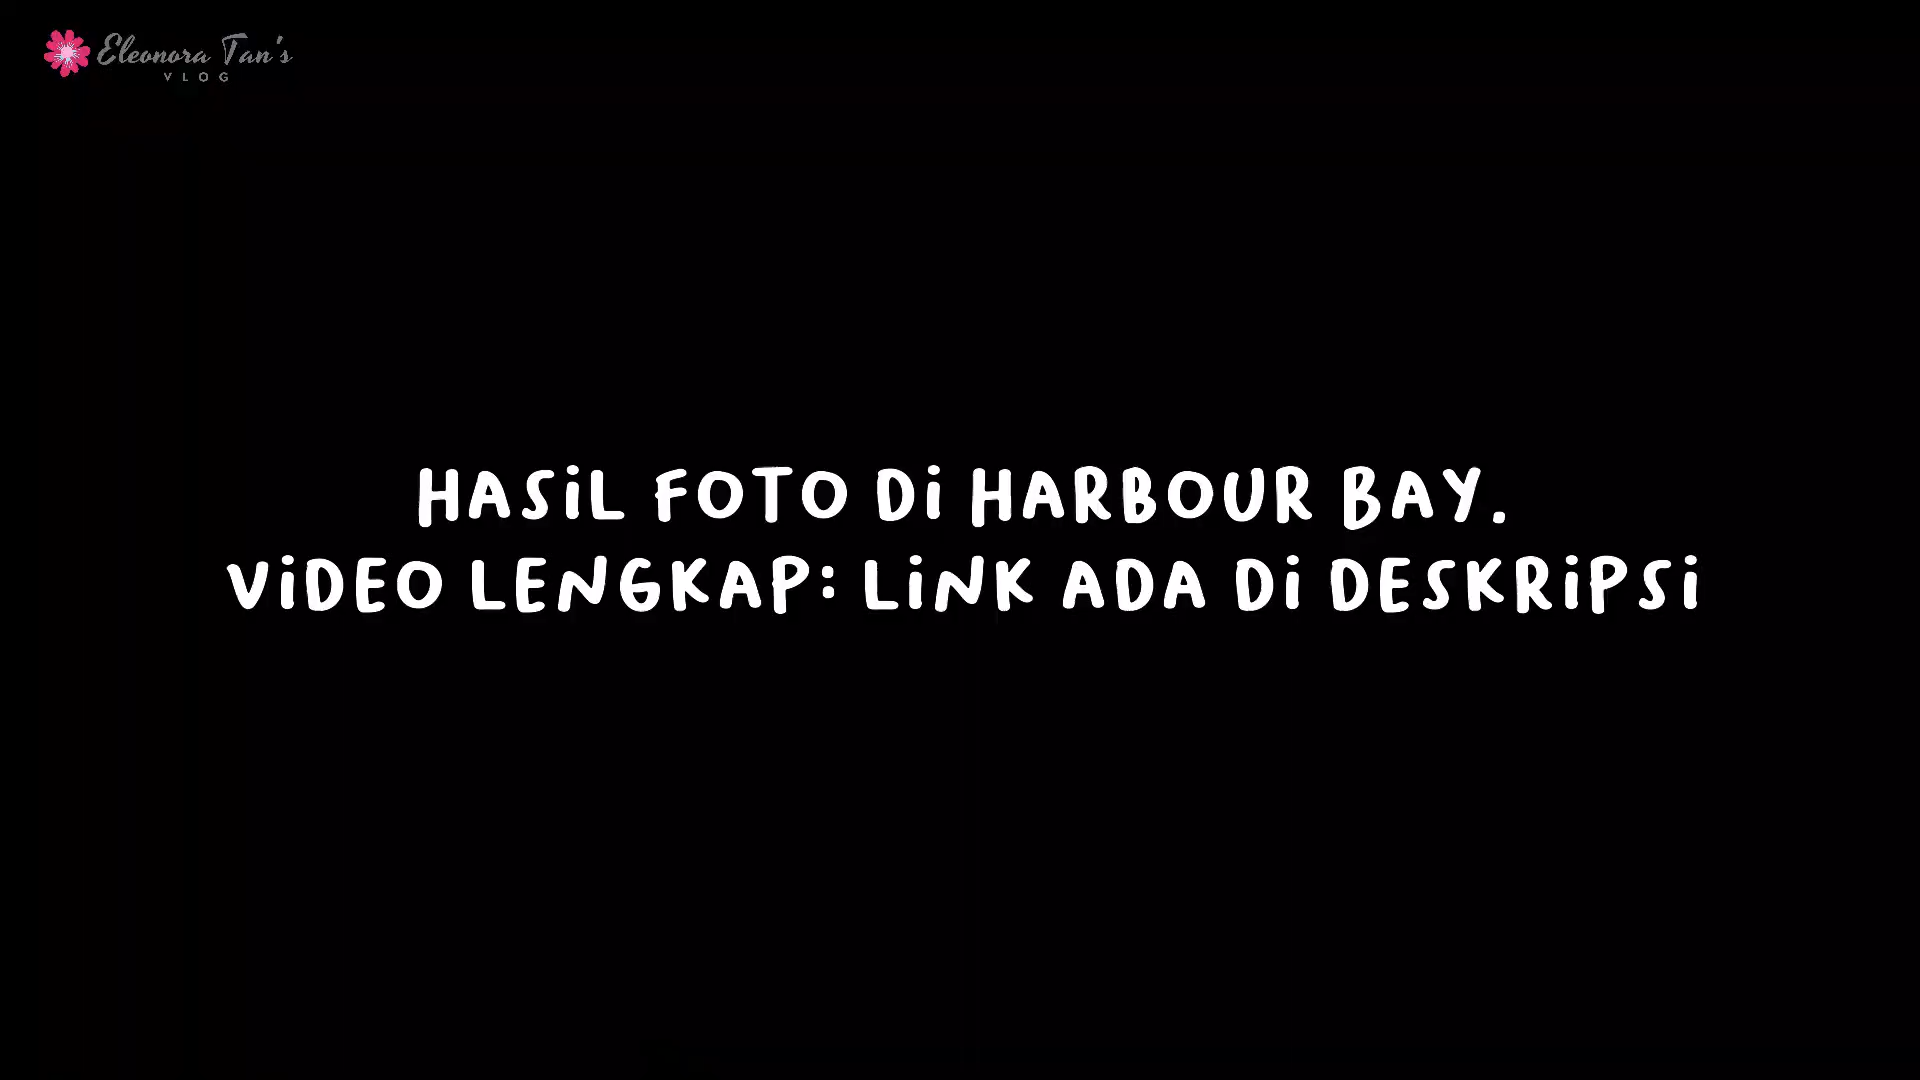 Eleonora Tan's
VLOG
HASiL FOTO Di HARBOUR BAY.
ViDEO LENGKAP: LiNK ADA Di DESKRiPSi